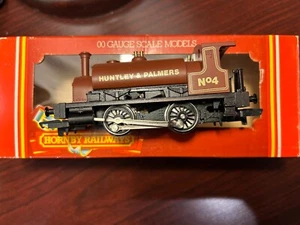 00 GAUGE SCALE MODELS
HUNTLEY & PALMERS
No4
HORNBY RAILWAYS